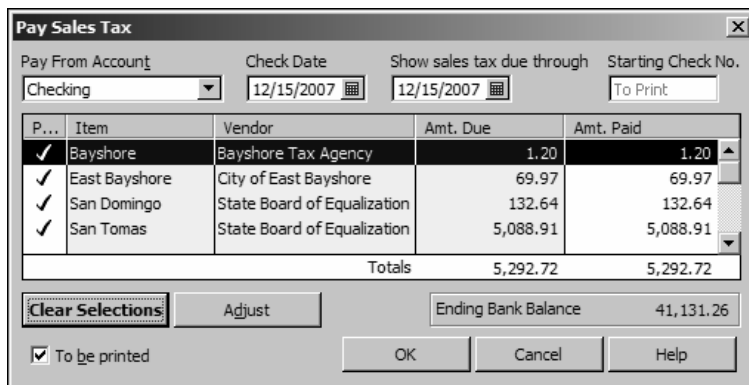 Pay Sales Tax
Pay From Account Check Date Show sales tax due through Starting Check No.
Checking 12/15/2007 12/15/2007 To Print
P... Item Vendor Amt. Due Amt. Paid
Bayshore Bayshore Tax Agency 1.20 1.20
East Bayshore City of East Bayshore 69.97 69.97
San Domingo State Board of Equalization 132.64 132.64
San Tomas State Board of Equalization 5,088.91 5,088.91
Totals 5,292.72 5,292.72
Clear Selections Adjust Ending Bank Balance 41,131.26
To be printed OK Cancel Help